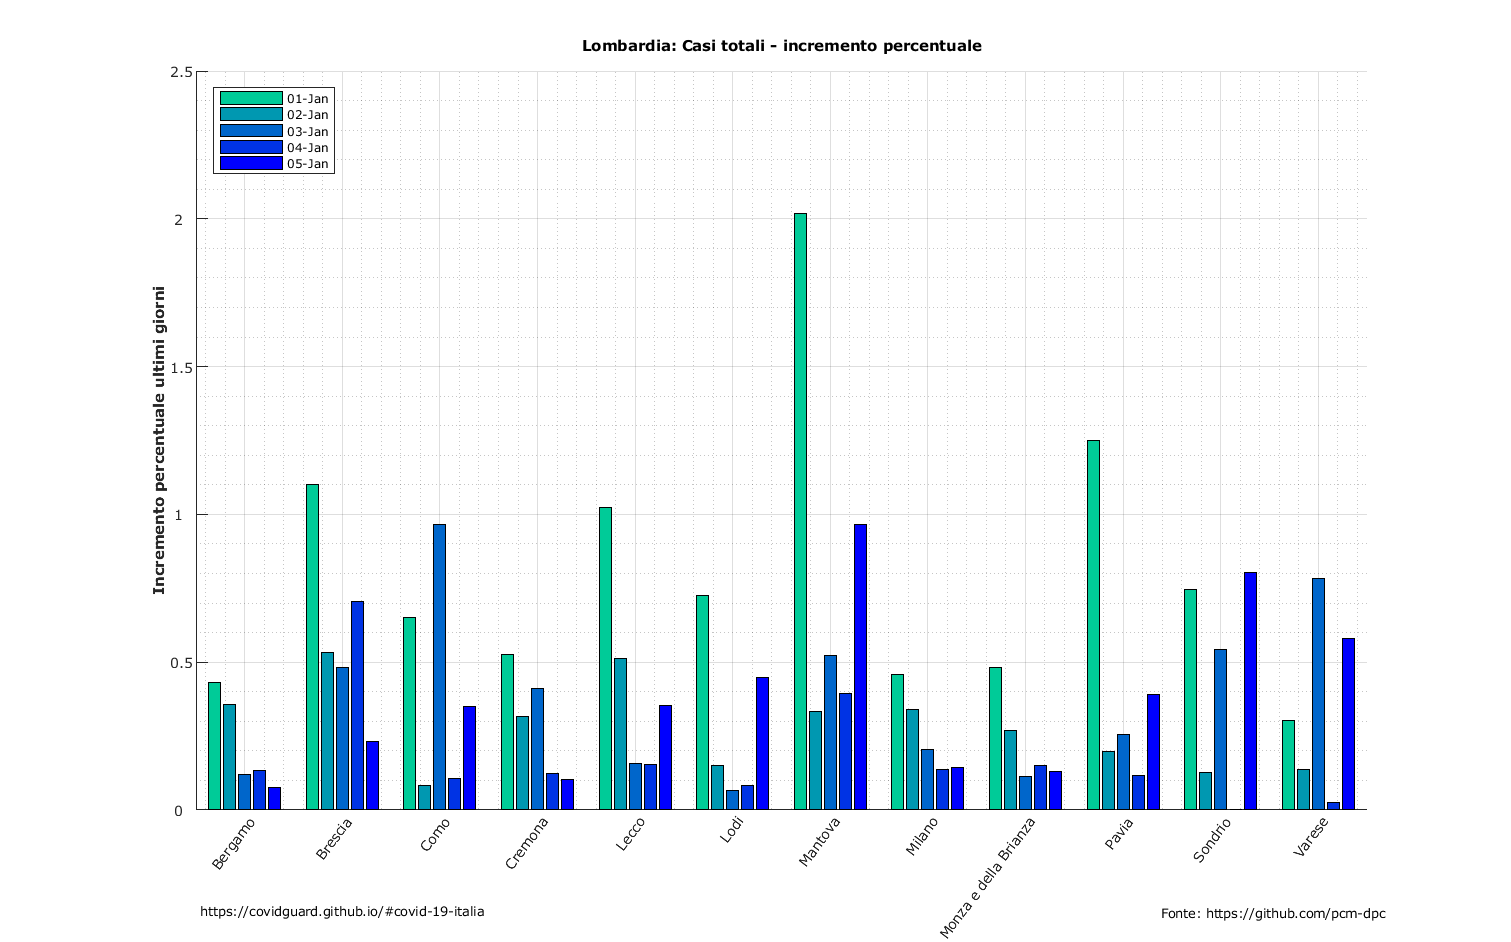 Lombardia: Casi totali - incremento percentuale
2.5
2
1.5
1
0.5
0
Incremento percentuale ultimi giorni
01-Jan
02-Jan
03-Jan
04-Jan
05-Jan
Bergamo
Brescia
Como
Cremona
Lecco
Lodi
Mantova
Milano
Monza e della Brianza
Pavia
Sondrio
Varese
https://covidguard.github.io/#covid-19-italia
Fonte: https://github.com/pcm-dpc